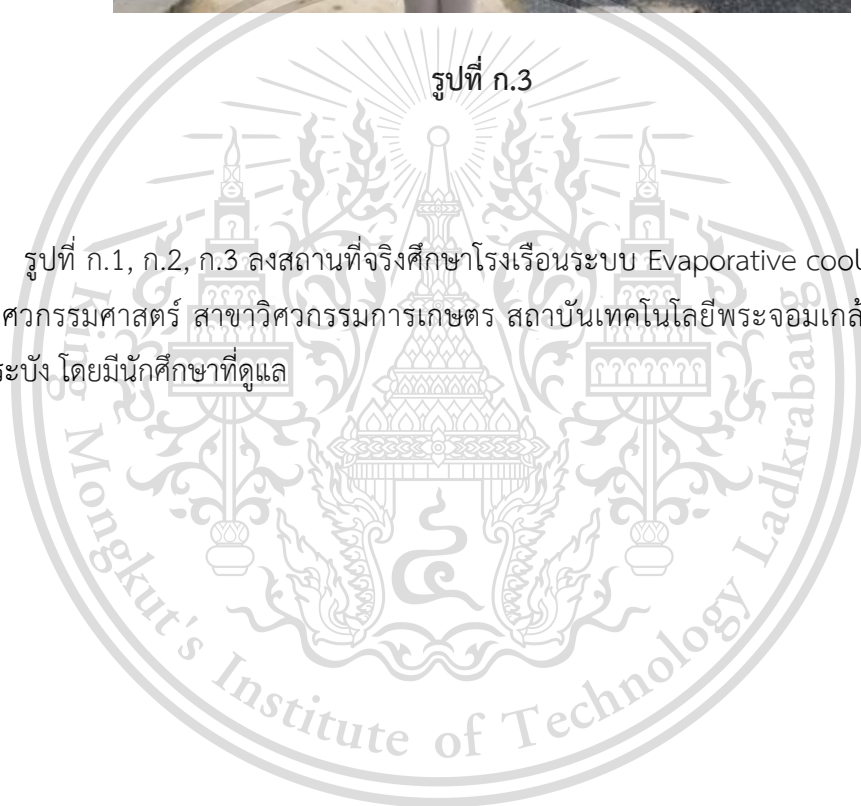 รูปที่ ก.3
รูปที่ ก.1, ก.2, ก.3 ลงสถานที่จริงศึกษาโรงเรือนระบบ Evaporative cool
ศวกรรมศาสตร์ สาขาวิศวกรรมการเกษตร สถาบันเทคโนโลยีพระจอมเกล้
ระบัง โดยมีนักศึกษาที่ดูแล
King Mongkut's Institute of Technology Ladkrabang